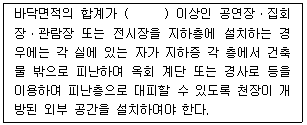 바닥면적의 합계가 (     ) 이상인 공연장·집회
장·관람장 또는 전시장을 지하층에 설치하는 경
우에는 각 실에 있는 자가 지하층 각 층에서 건축
물 밖으로 피난하여 옥외 계단 또는 경사로 등을
이용하여 피난층으로 대피할 수 있도록 천장이 개
방된 외부 공간을 설치하여야 한다.